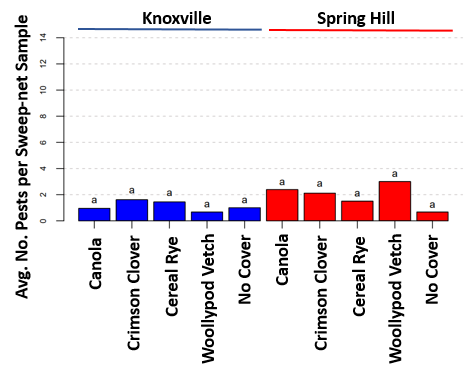 Knoxville Spring Hill
Avg. No. Pests per Sweep-net Sample
14
12
10
8
6
4
2
0
a a a a a a a a a a
Canola
Crimson Clover
Cereal Rye
Woollypod Vetch
No Cover
Canola
Crimson Clover
Cereal Rye
Woollypod Vetch
No Cover